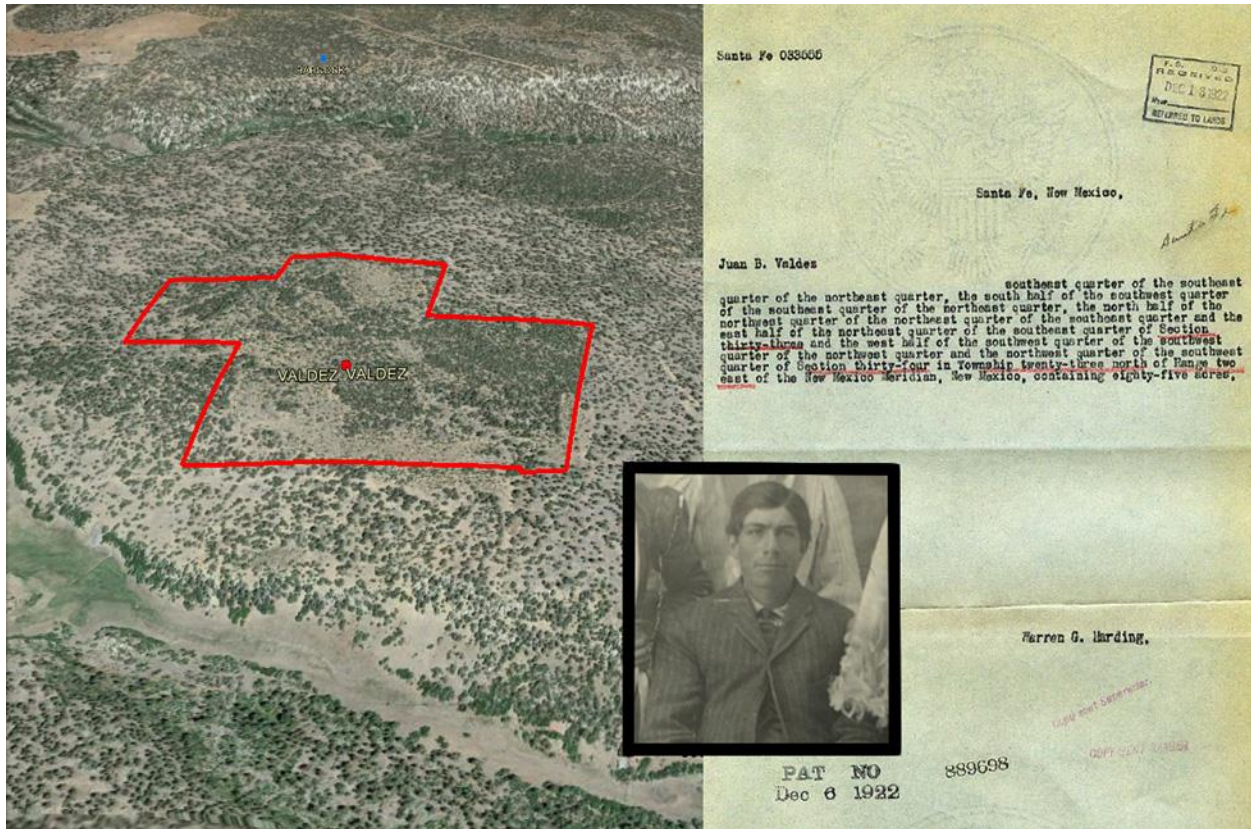 VALDEZ VALDEZ
Santa Fe 033555
RECEIVED
DEC 18 1922
REFERRED TO LANDS
Santa Fe, New Mexico,
Santa Fe
Juan B. Valdez
southeast quarter of the southeast
quarter of the northeast quarter, the south half of the southwest quarter
of the southeast quarter of the northeast quarter, the north half of the
northwest quarter of the northeast quarter of the southeast quarter and the
east half of the northeast quarter of the southeast quarter of Section
thirty-three and the west half of the southwest quarter of the southwest
quarter of the northwest quarter and the northwest quarter of the southwest
quarter of Section thirty-four in Township twenty-three north of Range two
east of the New Mexico Meridian, New Mexico, containing eighty-five acres,
Warren G. Harding,
PAT NO
889698
Dec 6 1922